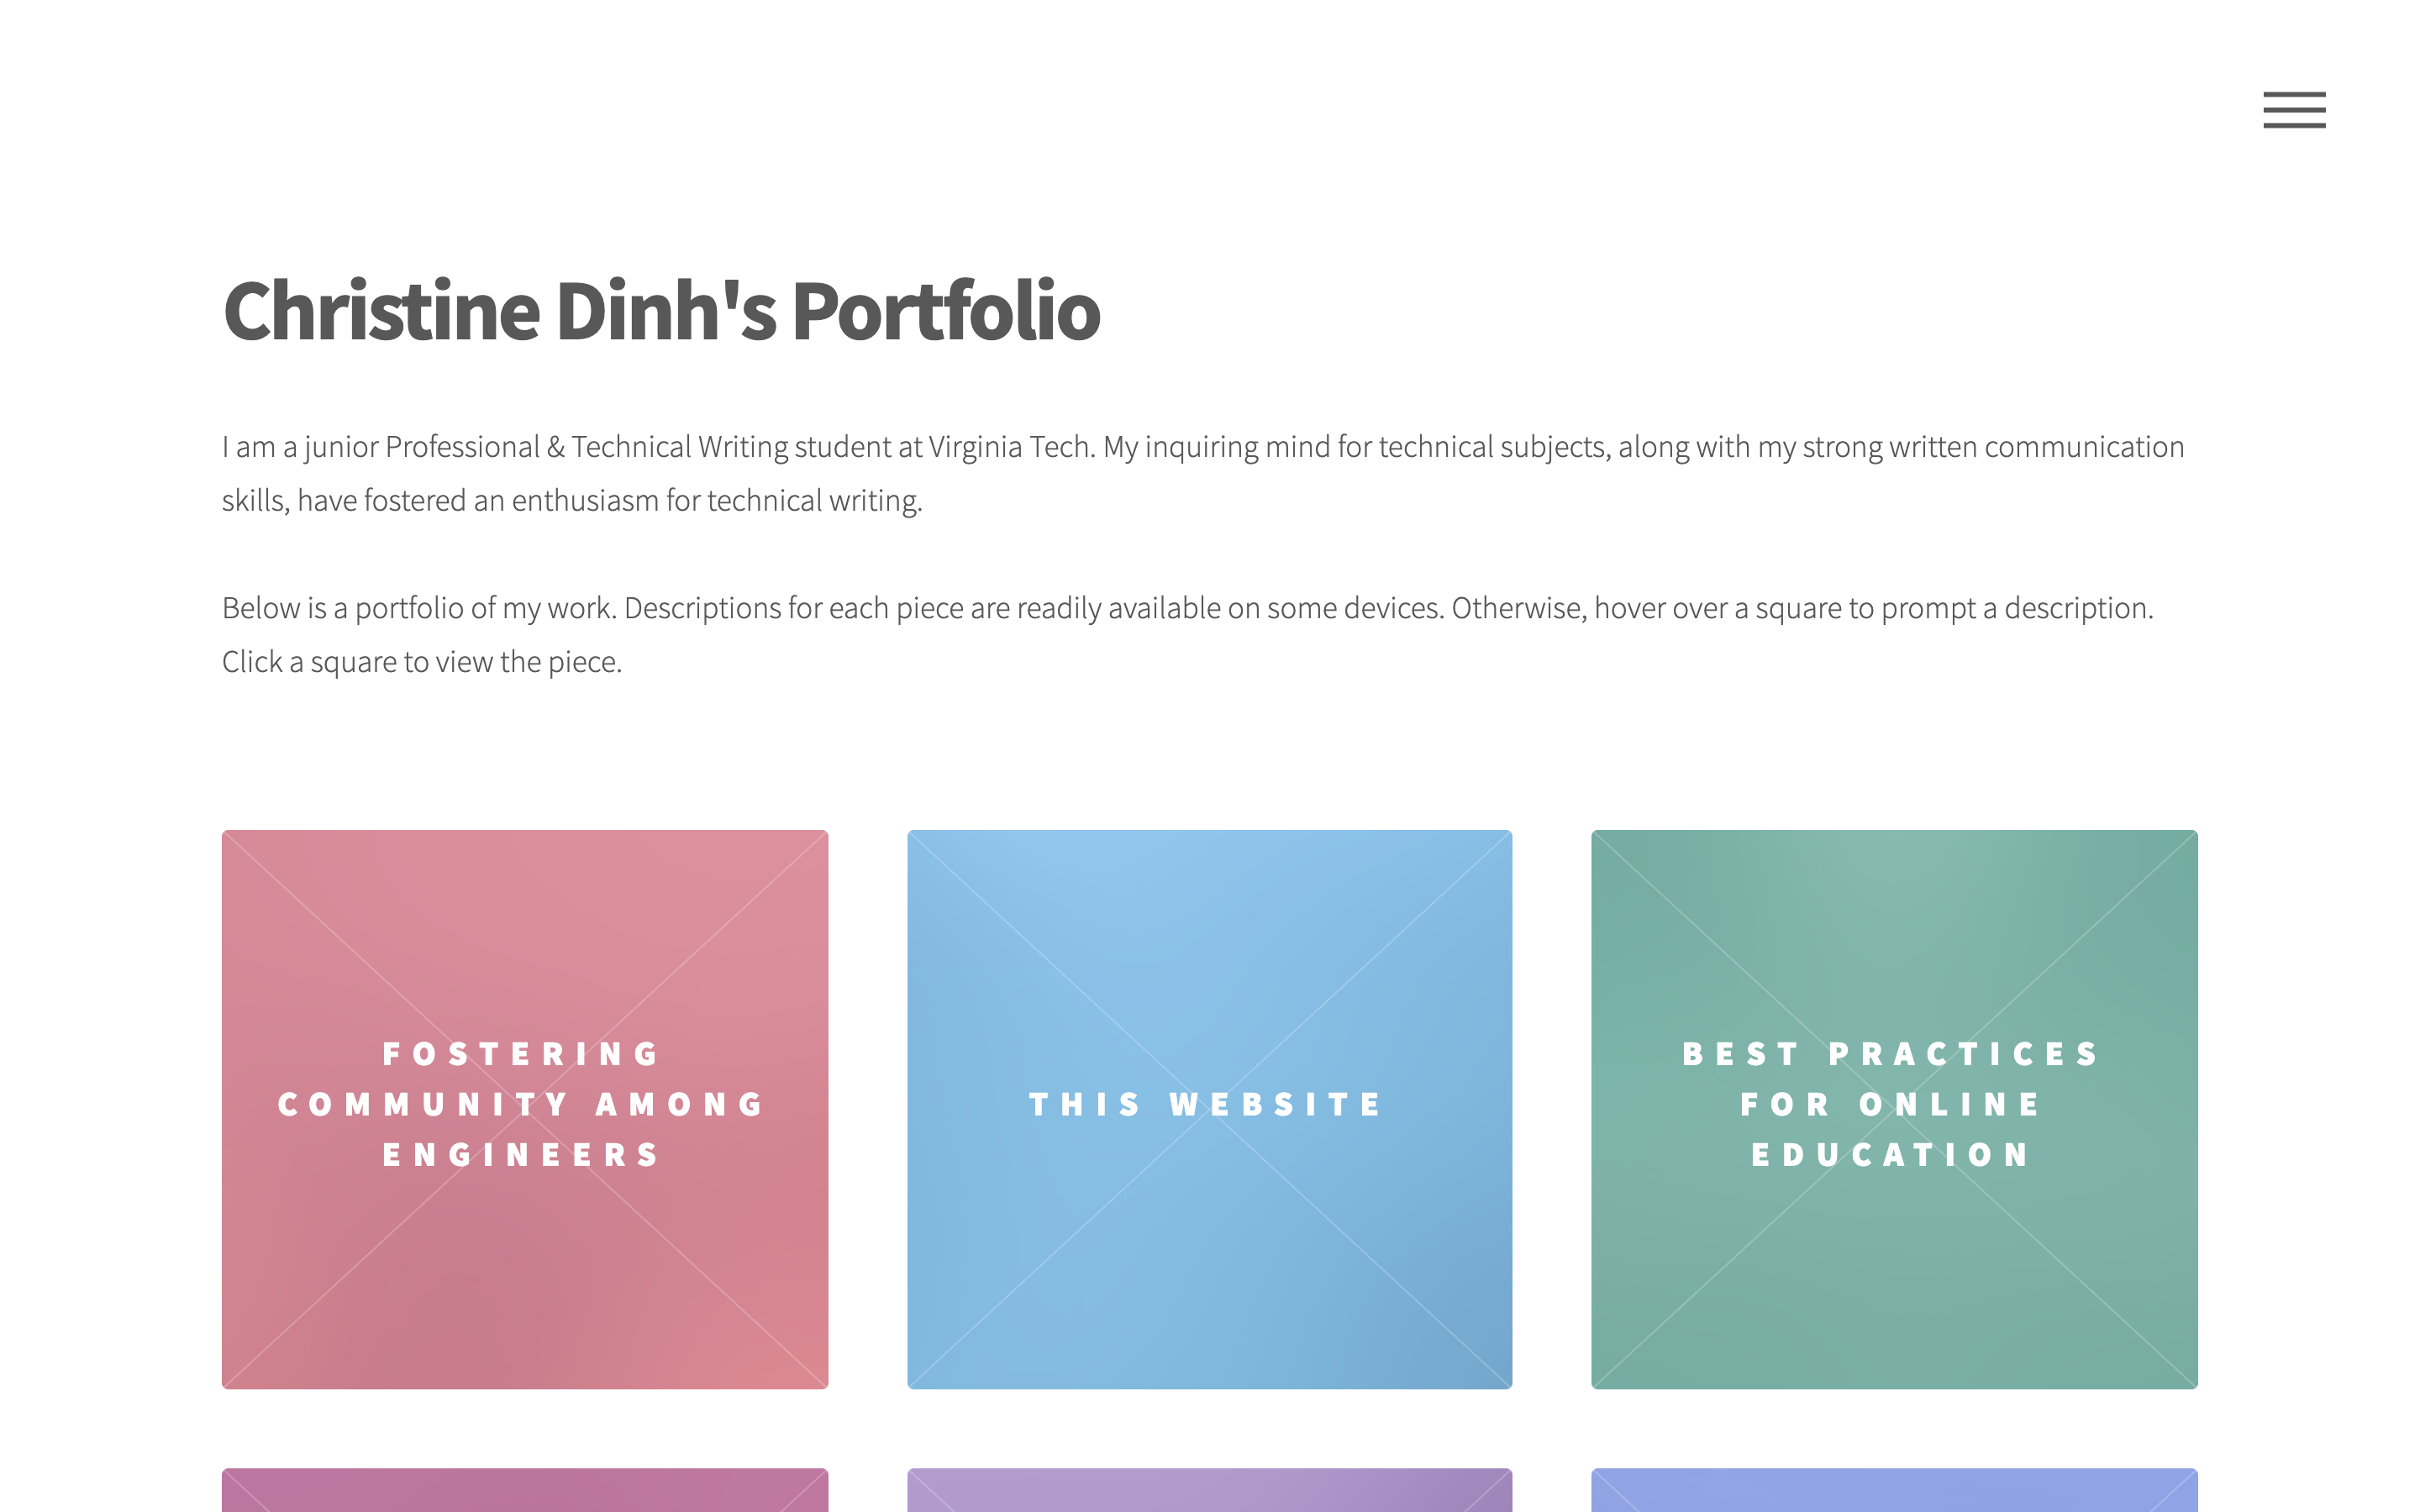 Christine Dinh's Portfolio
I am a junior Professional & Technical Writing student at Virginia Tech. My inquiring mind for technical subjects, along with my strong written communication
skills, have fostered an enthusiasm for technical writing.
Below is a portfolio of my work. Descriptions for each piece are readily available on some devices. Otherwise, hover over a square to prompt a description.
Click a square to view the piece.
FOSTERING
COMMUNITY AMONG
ENGINEERS
THIS WEBSITE
BEST PRACTICES
FOR ONLINE
EDUCATION